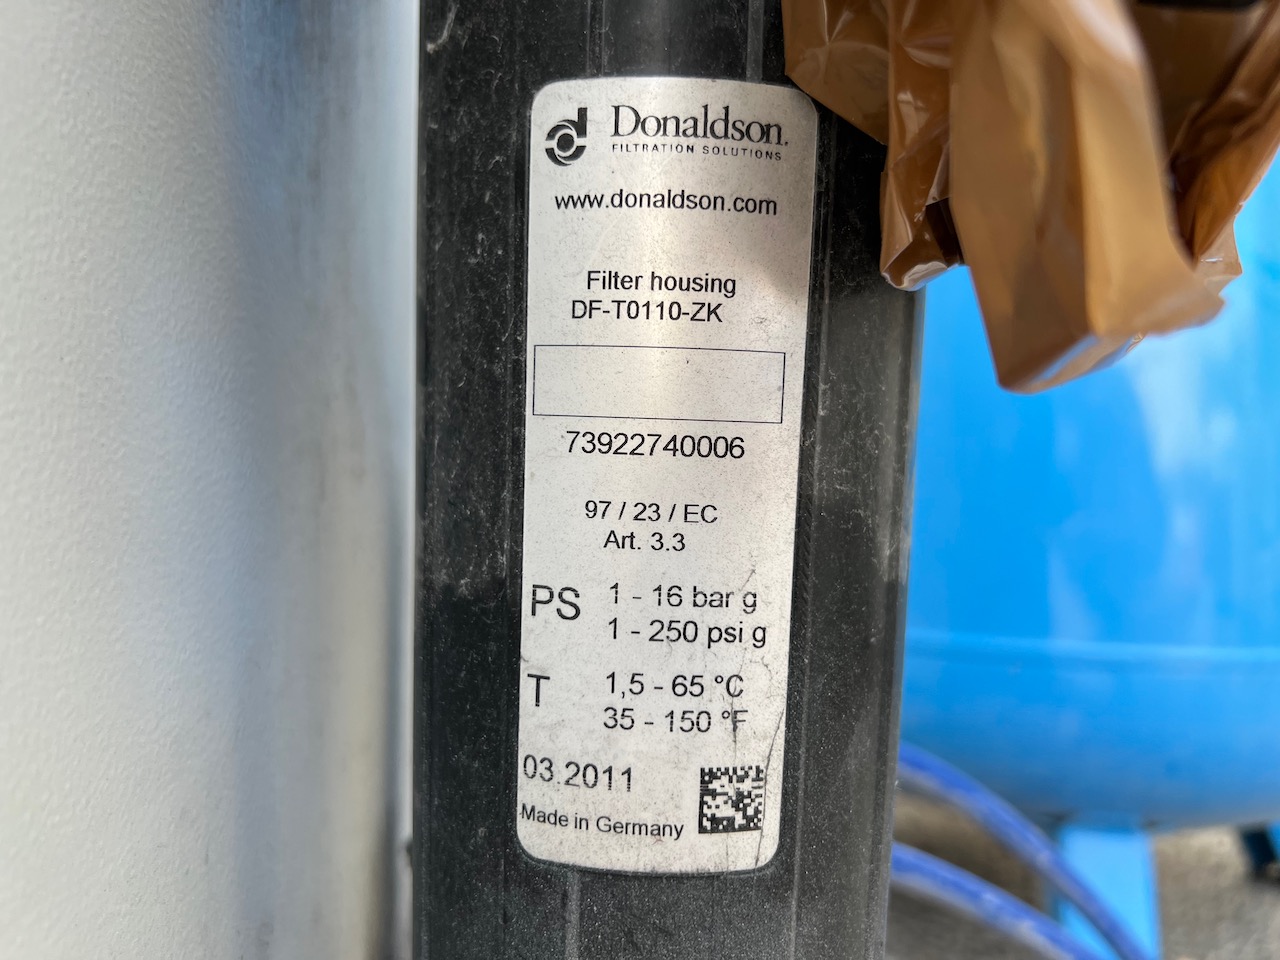 Donaldson.
FILTRATION SOLUTIONS
www.donaldson.com
Filter housing
DF-T0110-ZK
73922740006
97 / 23 / EC
Art. 3.3
PS 1 - 16 bar g
1 - 250 psi g
T 1,5 - 65 °C
35 - 150 °F
03.2011
Made in Germany